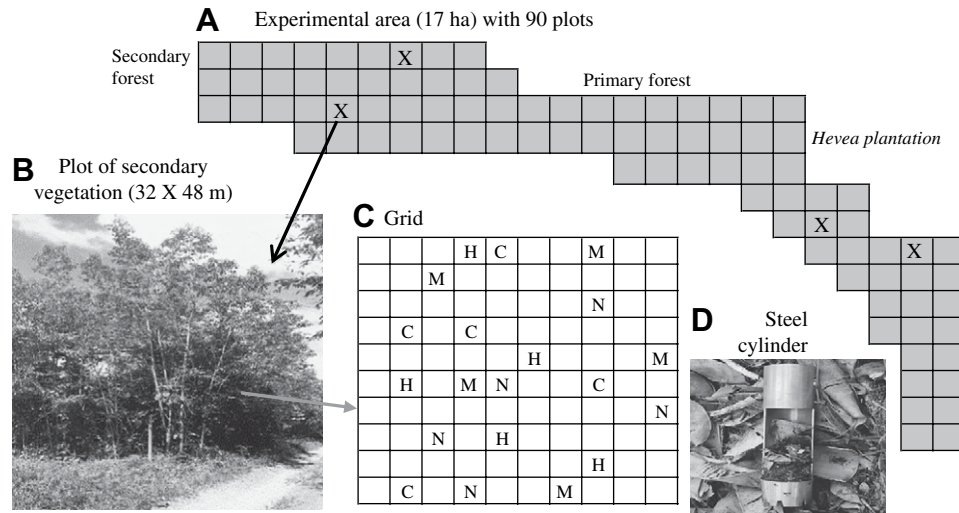 A Experimental area (17 ha) with 90 plots
Secondary
forest
X
Primary forest
X
Hevea plantation
B Plot of secondary
vegetation (32 X 48 m)
X
X
C Grid
H C M
M
N
C C
H M
H M N C
N
N H
H
C N M
D Steel
cylinder